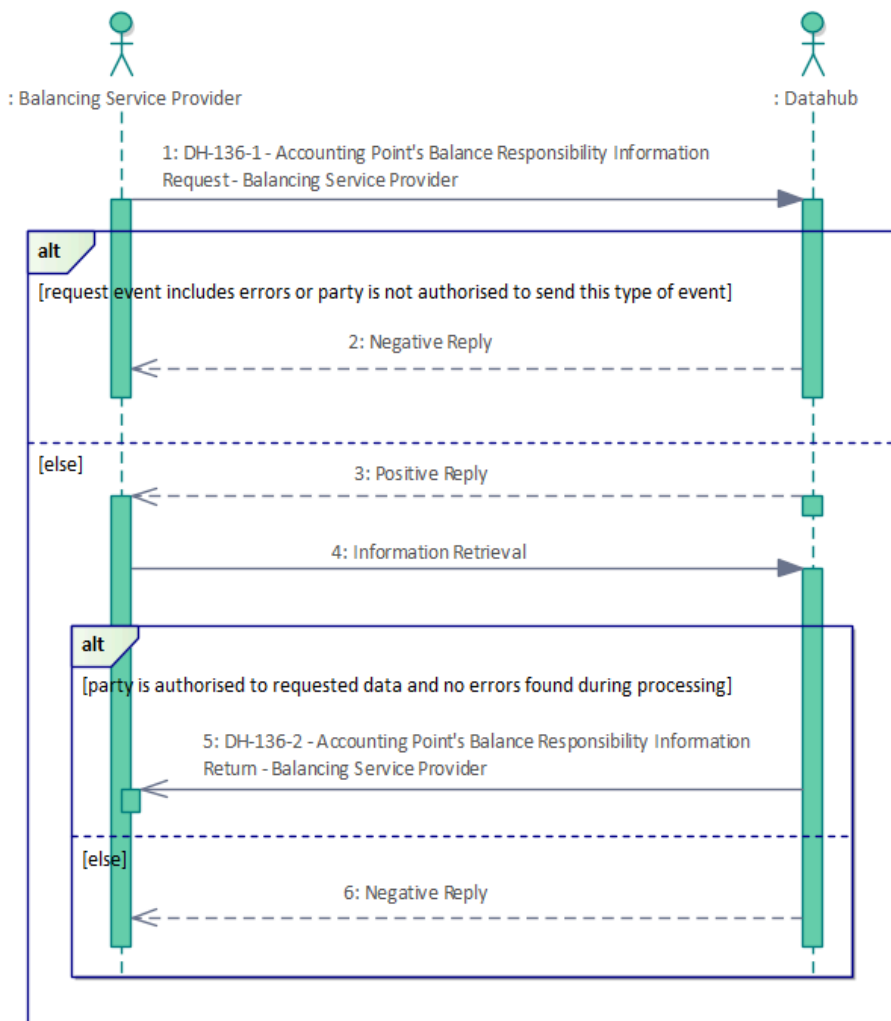 : Balancing Service Provider
: Datahub
1: DH-136-1 - Accounting Point's Balance Responsibility Information
Request - Balancing Service Provider
alt
[request event includes errors or party is not authorised to send this type of event]
2: Negative Reply
[else]
3: Positive Reply
4: Information Retrieval
alt
[party is authorised to requested data and no errors found during processing]
5: DH-136-2 - Accounting Point's Balance Responsibility Information
Return - Balancing Service Provider
[else]
6: Negative Reply